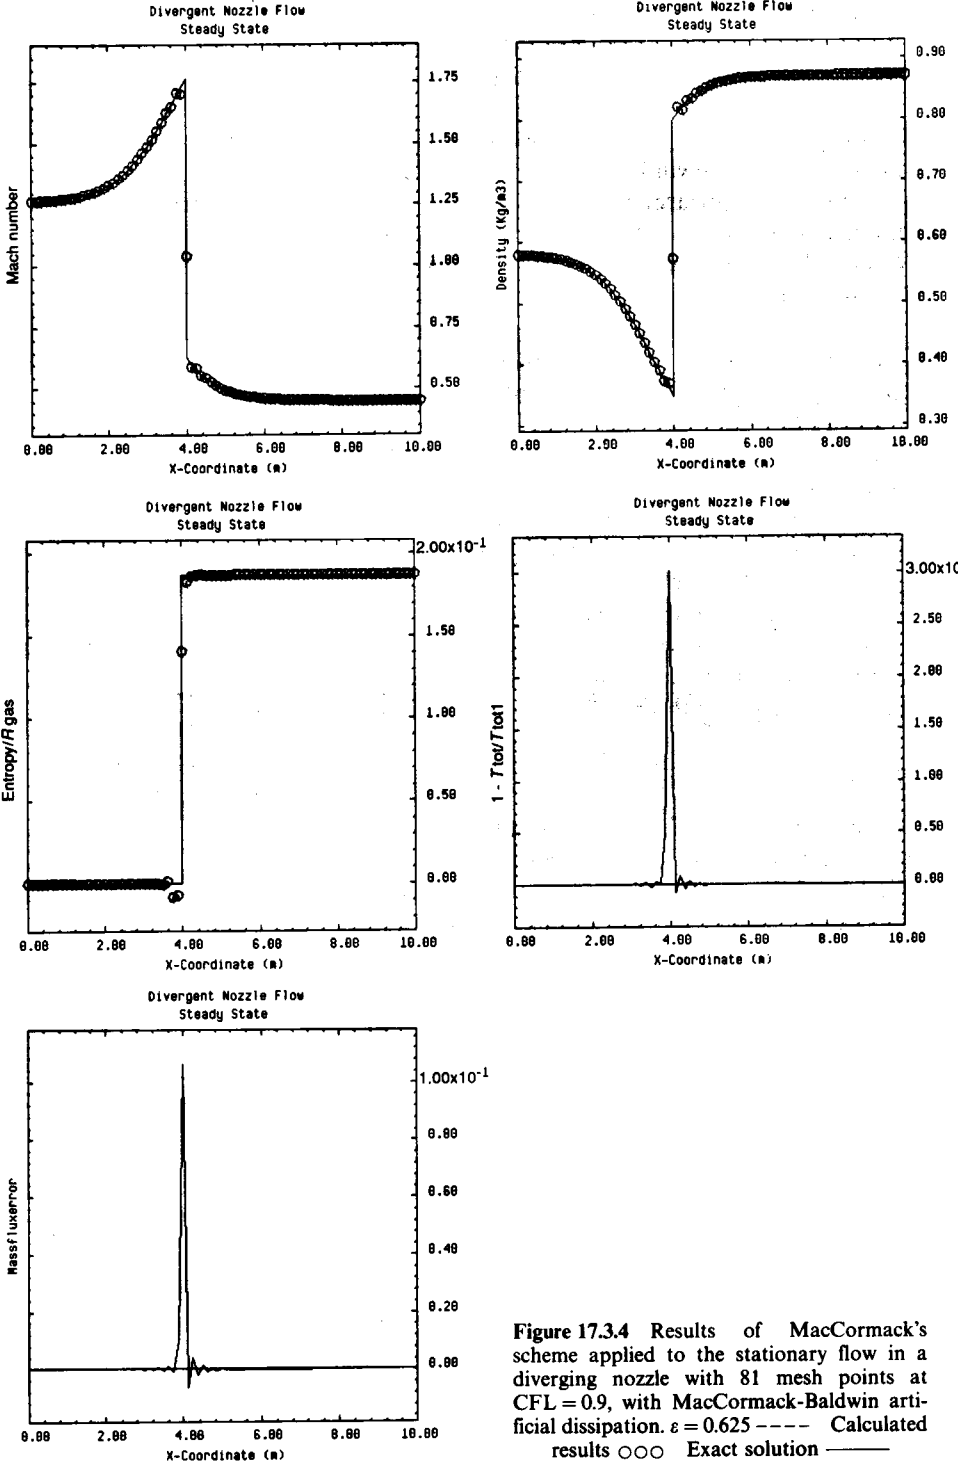 Divergent Nozzle Flow
Steady State
1.75
1.50
1.25
1.00
0.75
0.50
Mach number
0.00 2.00 4.00 6.00 8.00 10.00
X-Coordinate (m)
Divergent Nozzle Flow
Steady State
0.90
0.80
0.70
0.60
0.50
0.40
0.30
Density (Kg/m3)
0.00 2.00 4.00 6.00 8.00 10.00
X-Coordinate (m)
Divergent Nozzle Flow
Steady State
2.00x10-1
1.50
1.00
0.50
0.00
Entropy/Rgas
0.00 2.00 4.00 6.00 8.00 10.00
X-Coordinate (m)
Divergent Nozzle Flow
Steady State
3.00x10
2.50
2.00
1.50
1.00
0.50
0.00
1 - Ttot/Ttot1
0.00 2.00 4.00 6.00 8.00 10.00
X-Coordinate (m)
Divergent Nozzle Flow
Steady State
1.00x10-1
0.80
0.60
0.40
0.20
0.00
Massfluxerror
0.00 2.00 4.00 6.00 8.00 10.00
X-Coordinate (m)
Figure 17.3.4 Results of MacCormack's
scheme applied to the stationary flow in a
diverging nozzle with 81 mesh points at
CFL = 0.9, with MacCormack-Baldwin arti-
ficial dissipation. ε = 0.625 ---- Calculated
results ○○○ Exact solution ——